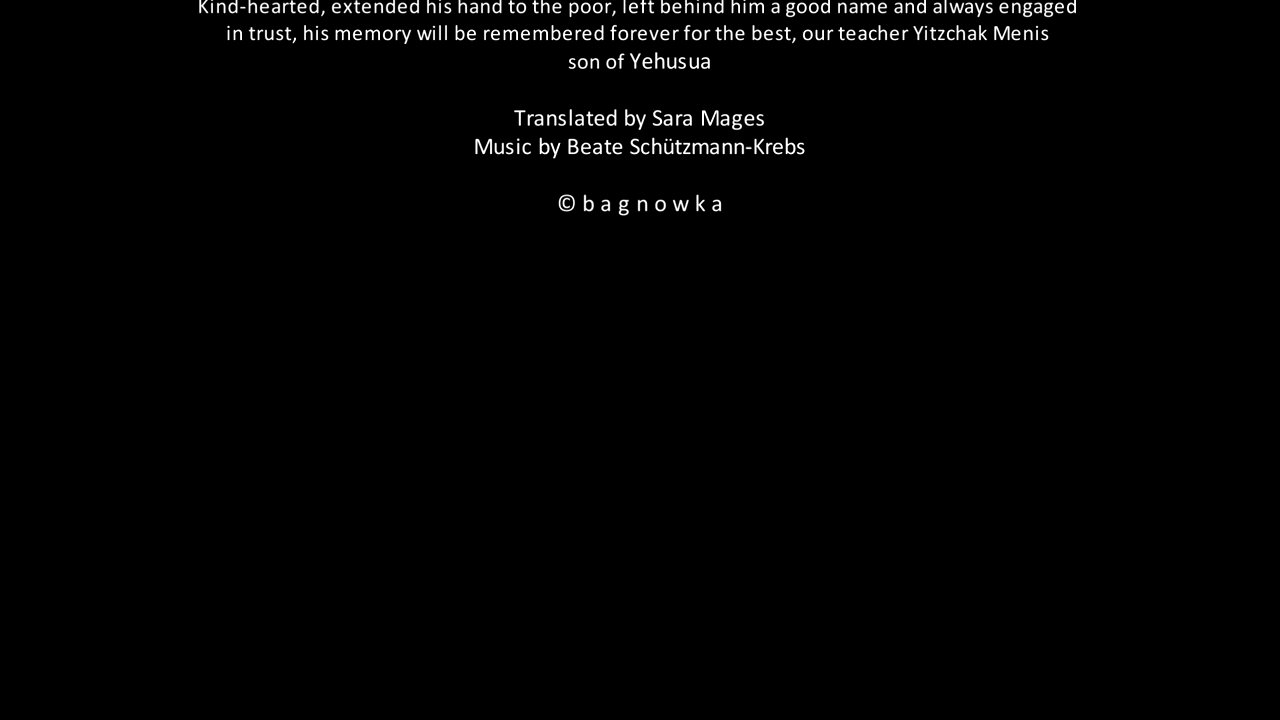 Kind-hearted, extended his hand to the poor, left behind him a good name and always engaged
in trust, his memory will be remembered forever for the best, our teacher Yitzchak Menis
son of Yehusua
Translated by Sara Mages
Music by Beate Schützmann-Krebs
© b a g n o w k a